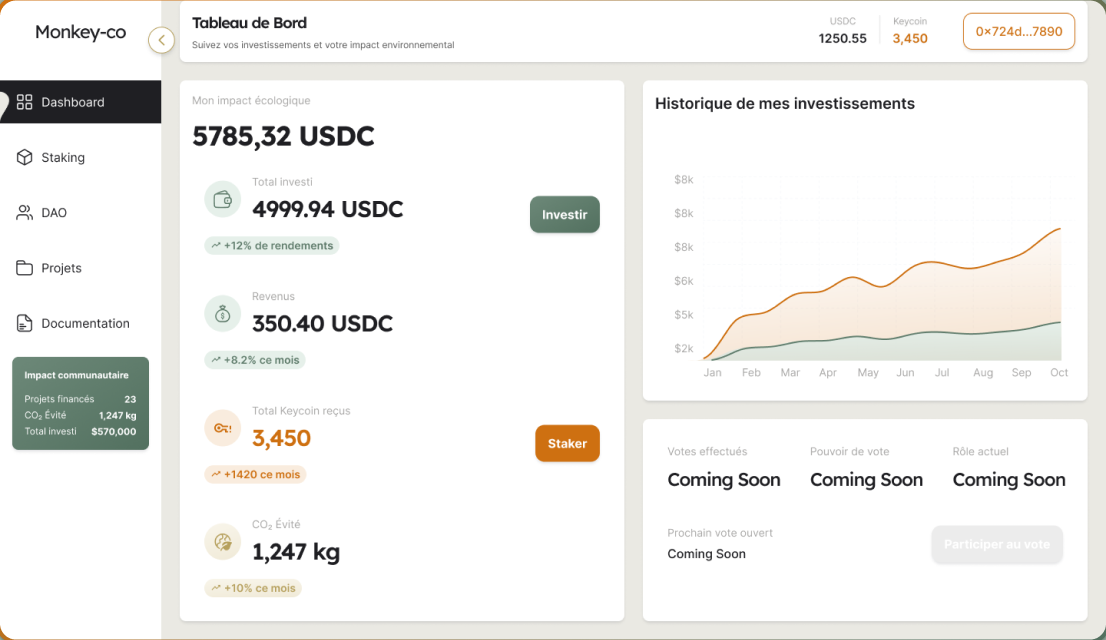 Monkey-co
Dashboard
Staking
DAO
Projets
Documentation
Impact communautaire
Projets financés 23
CO₂ Évité 1,247 kg
Total investi $570,000
Tableau de Bord
Suivez vos investissements et votre impact environnemental
USDC
1250.55
Keycoin
3,450
0x724d...7890
Mon impact écologique
5785,32 USDC
Total investi
4999.94 USDC
+12% de rendements
Investir
Revenus
350.40 USDC
+8.2% ce mois
Total Keycoin reçus
3,450
+1420 ce mois
Staker
CO₂ Évité
1,247 kg
+10% ce mois
Historique de mes investissements
$8k
$8k
$8k
$6k
$5k
$2k
Jan Feb Mar Apr May Jun Jul Aug Sep Oct
Votes effectués
Coming Soon
Pouvoir de vote
Coming Soon
Rôle actuel
Coming Soon
Prochain vote ouvert
Coming Soon
Participer au vote